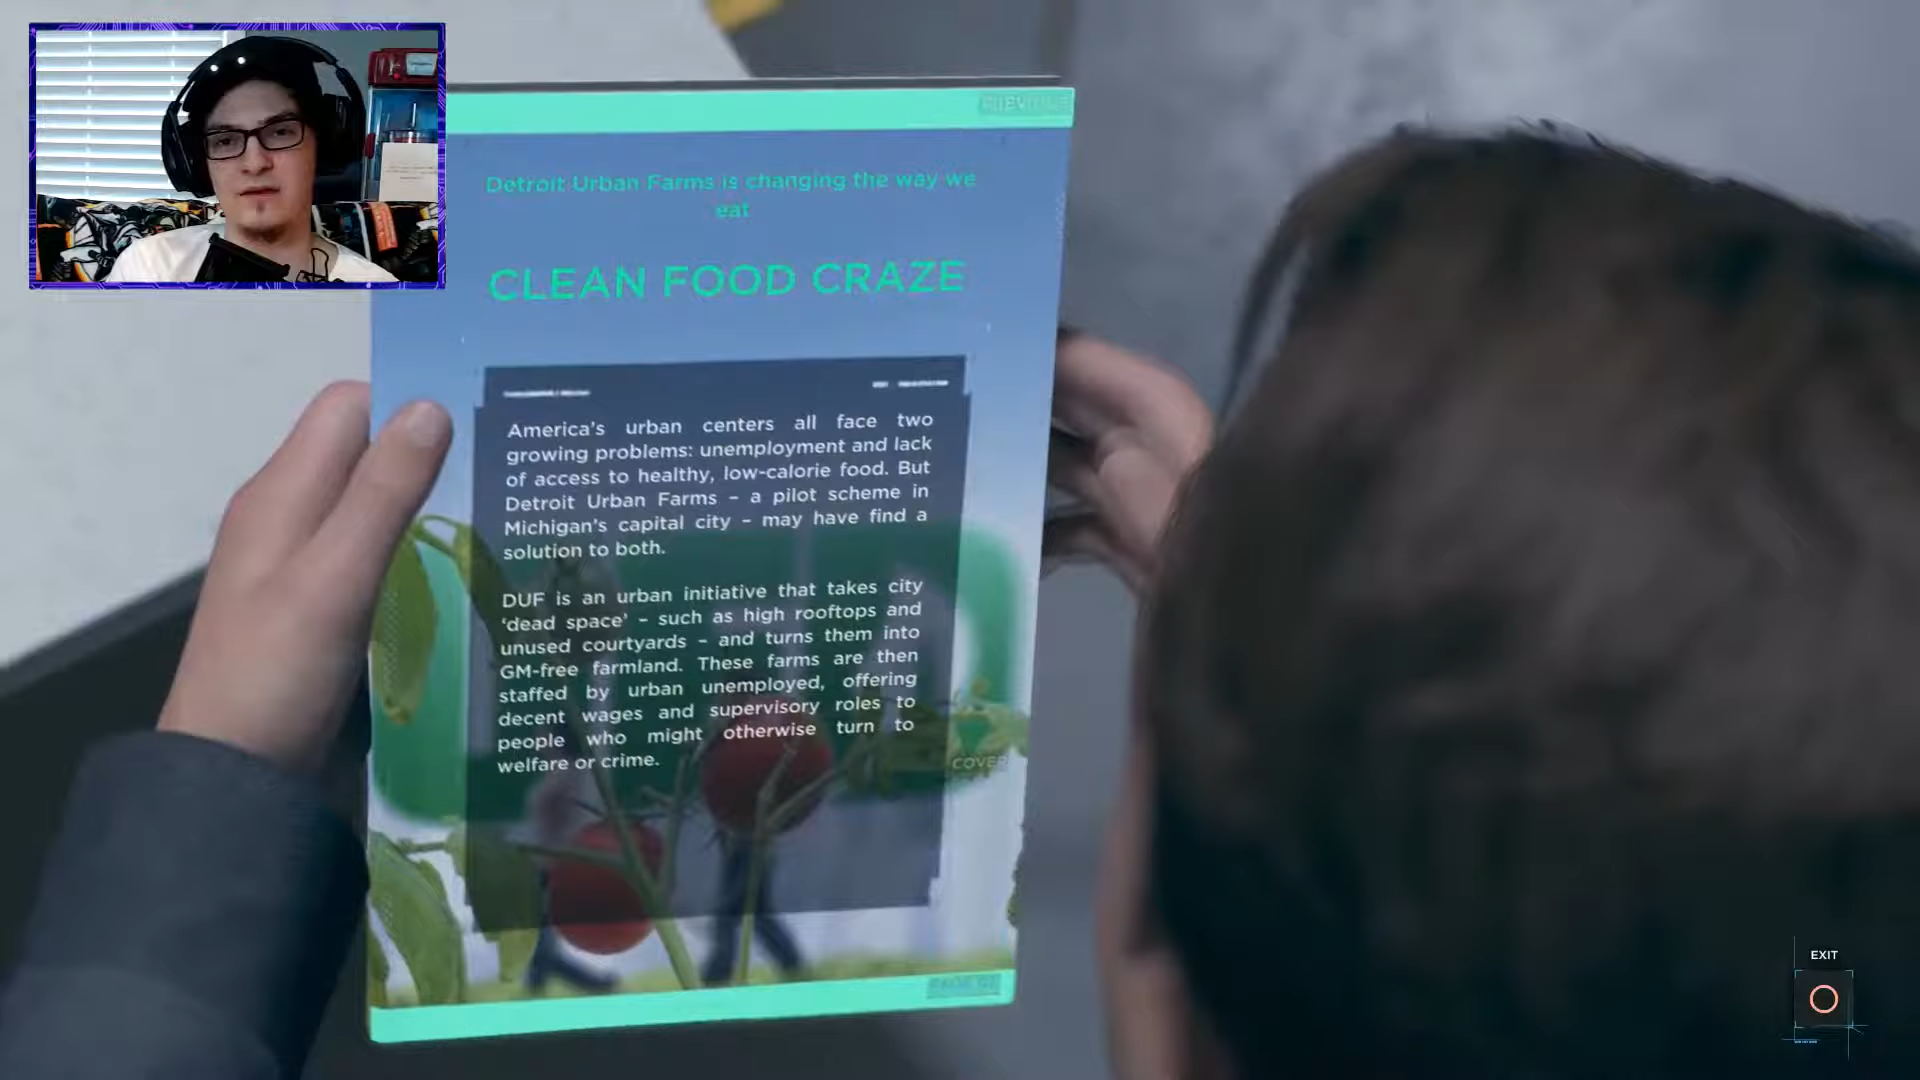 PREVIOUS
Detroit Urban Farms is changing the way we
eat
CLEAN FOOD CRAZE
America's urban centers all face two
growing problems: unemployment and lack
of access to healthy, low-calorie food. But
Detroit Urban Farms – a pilot scheme in
Michigan's capital city – may have find a
solution to both.
DUF is an urban initiative that takes city
'dead space' – such as high rooftops and
unused courtyards – and turns them into
GM-free farmland. These farms are then
staffed by urban unemployed, offering
decent wages and supervisory roles to
people who might otherwise turn to
welfare or crime.
COVER
EXIT